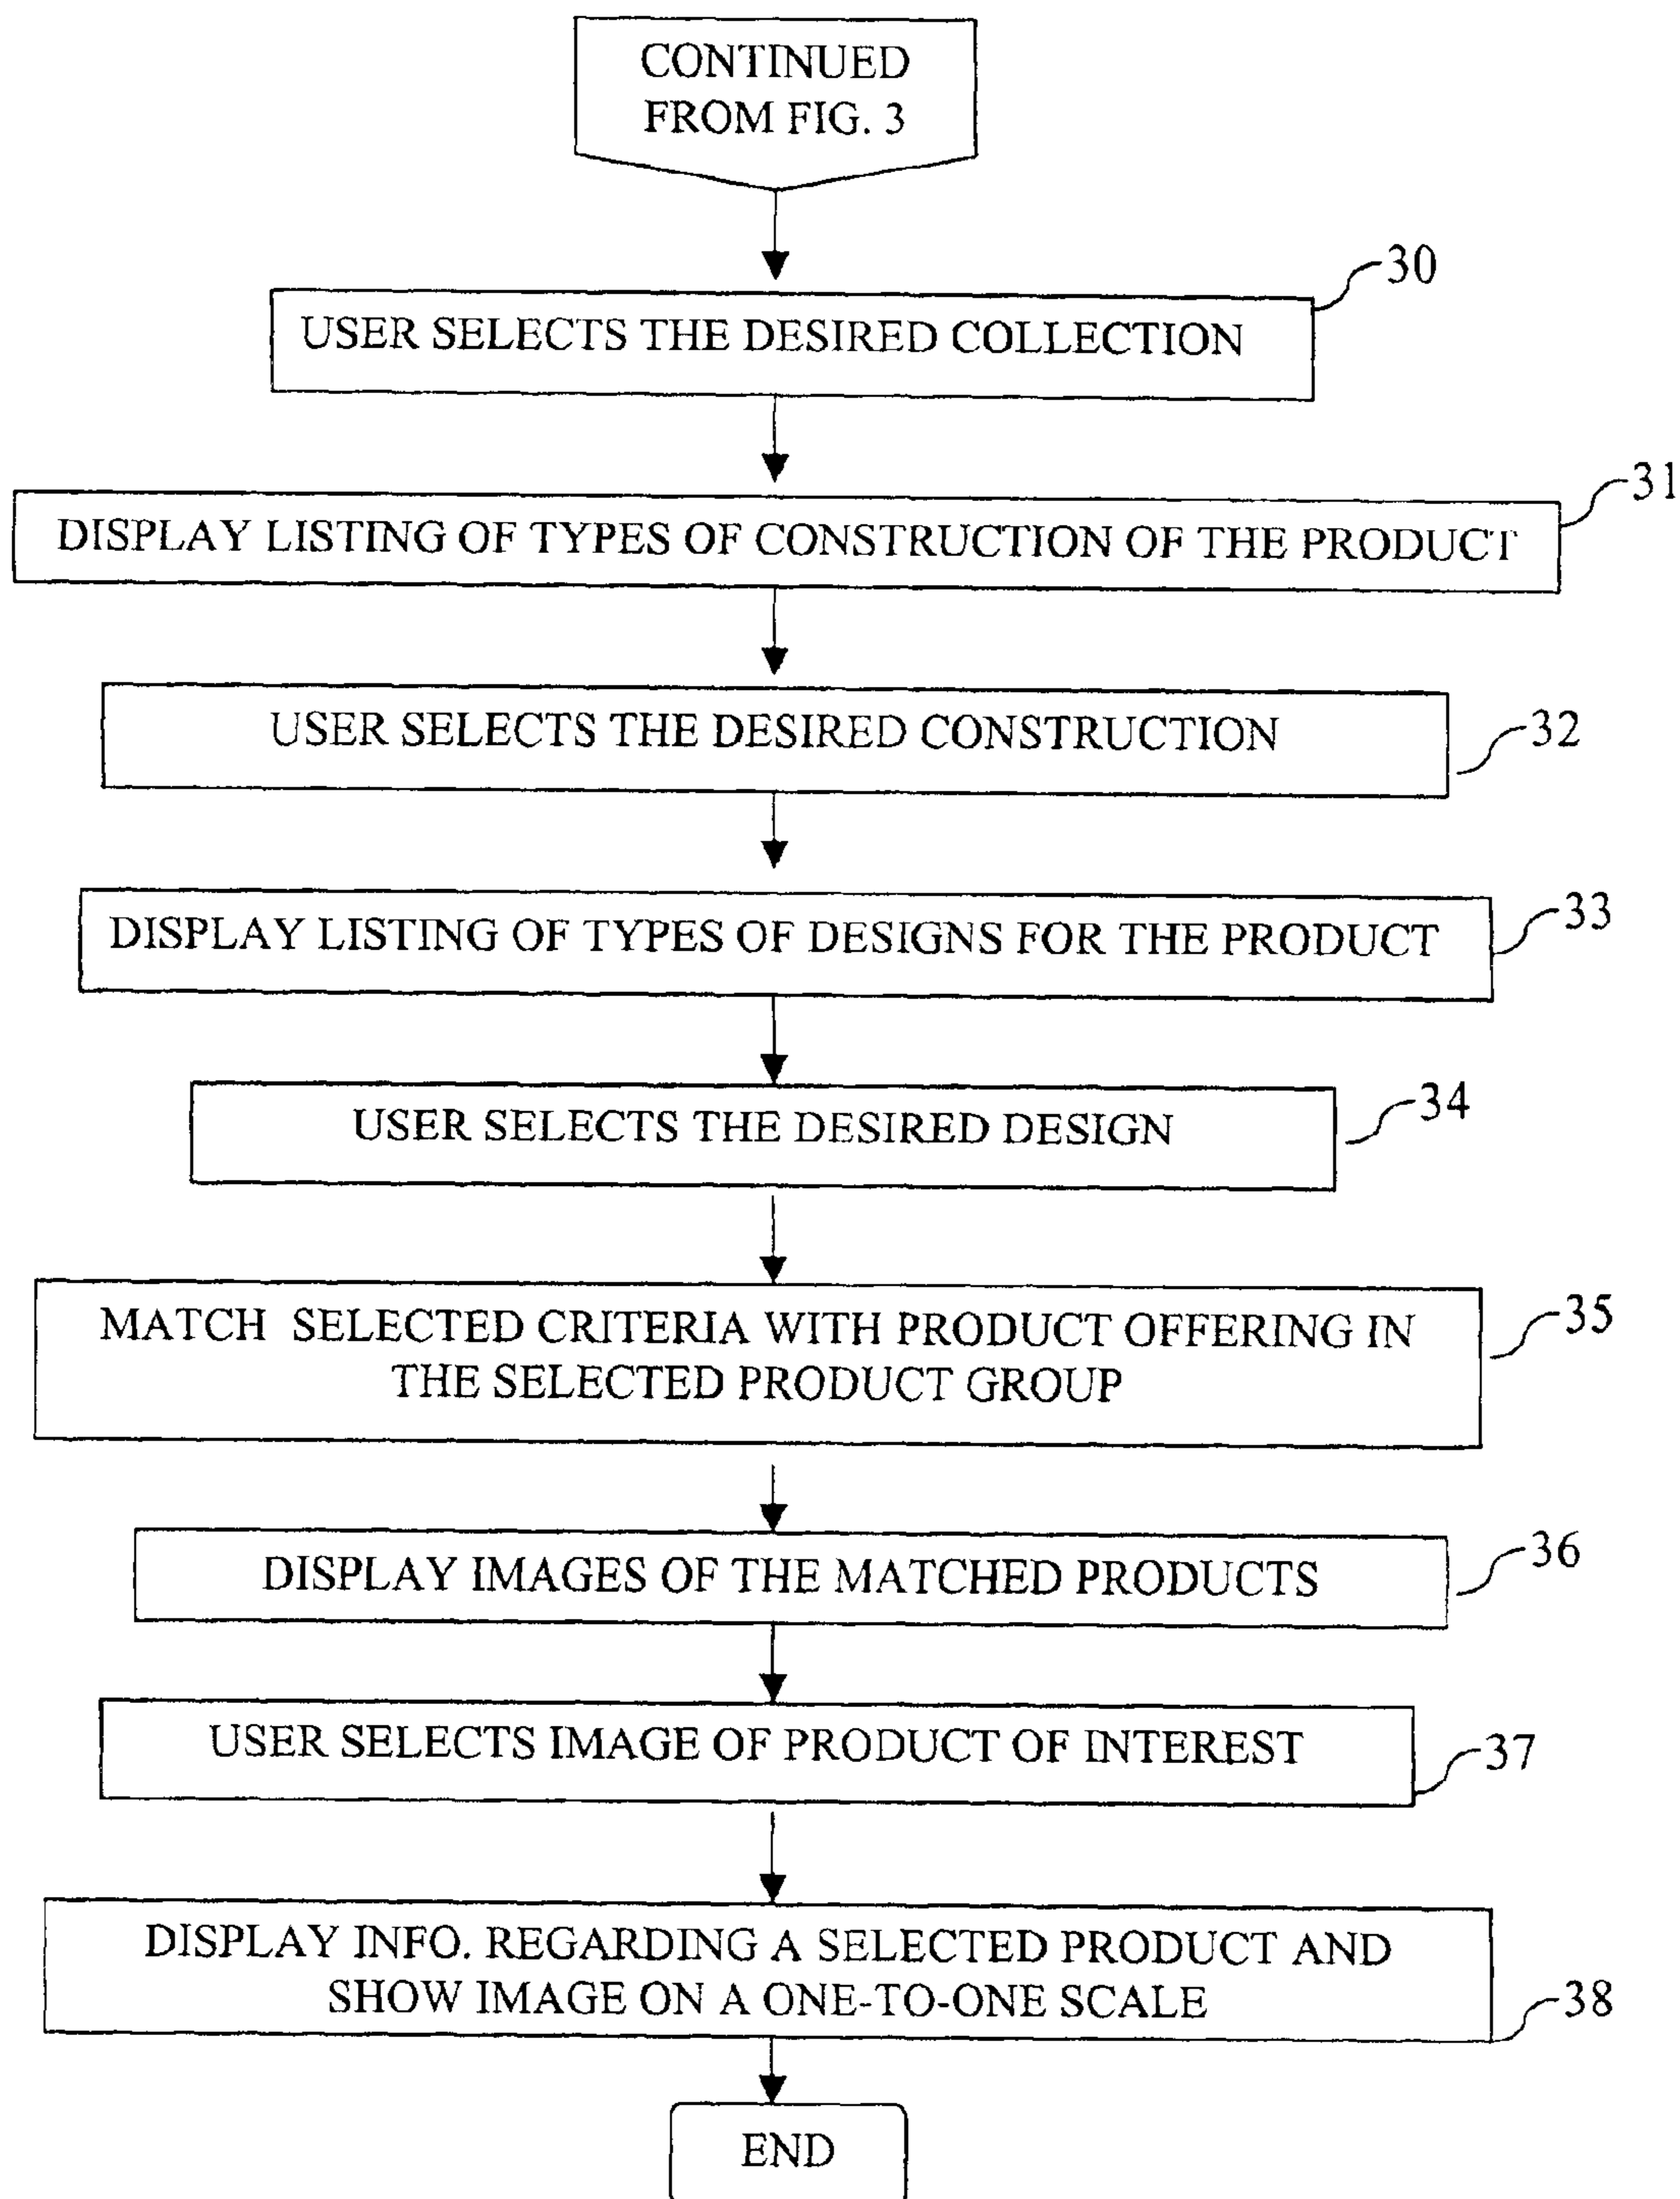 CONTINUED
FROM FIG. 3
30
USER SELECTS THE DESIRED COLLECTION
31
DISPLAY LISTING OF TYPES OF CONSTRUCTION OF THE PRODUCT
USER SELECTS THE DESIRED CONSTRUCTION
32
DISPLAY LISTING OF TYPES OF DESIGNS FOR THE PRODUCT
33
USER SELECTS THE DESIRED DESIGN
34
MATCH SELECTED CRITERIA WITH PRODUCT OFFERING IN
THE SELECTED PRODUCT GROUP
35
DISPLAY IMAGES OF THE MATCHED PRODUCTS
36
USER SELECTS IMAGE OF PRODUCT OF INTEREST
37
DISPLAY INFO. REGARDING A SELECTED PRODUCT AND
SHOW IMAGE ON A ONE-TO-ONE SCALE
38
END